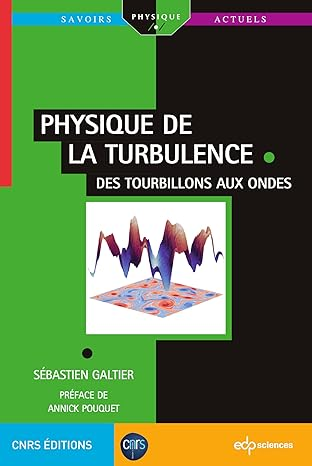 SAVOIRS PHYSIQUE ACTUELS
PHYSIQUE DE
LA TURBULENCE
DES TOURBILLONS AUX ONDES
SÉBASTIEN GALTIER
PRÉFACE DE
ANNICK POUQUET
CNRS ÉDITIONS
cnrs
edp sciences